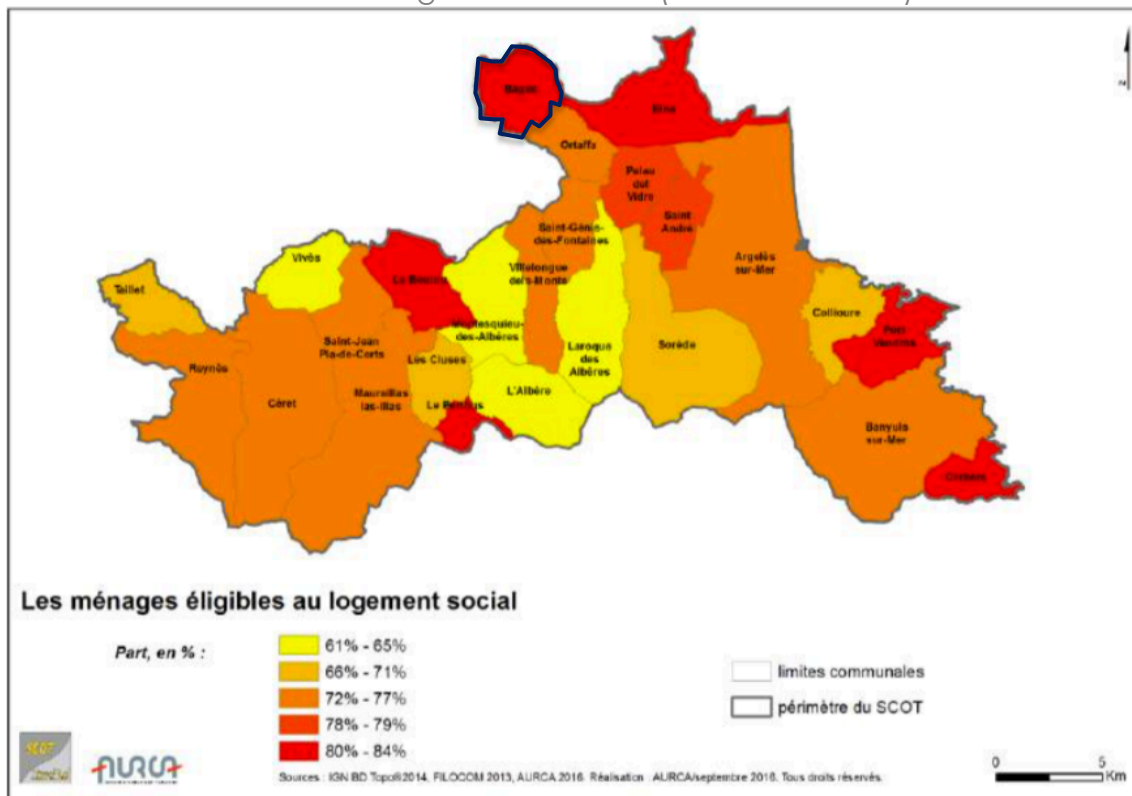 Bages
Elne
Ortaffa
Palau
del
Vidre
Saint
André
Saint-Génis-
des-Fontaines
Villelongue
dels-Monts
Argelès
sur-Mer
Vivès
Le Boulou
Taillet
Collioure
Port
Vendres
Montesquieu-
des-Albères
Laroque
des
Albères
Sorède
Saint-Jean
Pla-de-Corts
Les Cluses
Reynès
Céret
Maureillas
las-Illas
L'Albère
Le Perthus
Banyuls
sur-Mer
Cerbère
Les ménages éligibles au logement social
Part, en % :
61% - 65%
66% - 71%
72% - 77%
78% - 79%
80% - 84%
limites communales
périmètre du SCOT
SCOT
AURCA
Sources : IGN BD Topo®2014, FILOCOM 2013, AURCA 2016. Réalisation : AURCA/septembre 2016. Tous droits réservés.
0 5
Km